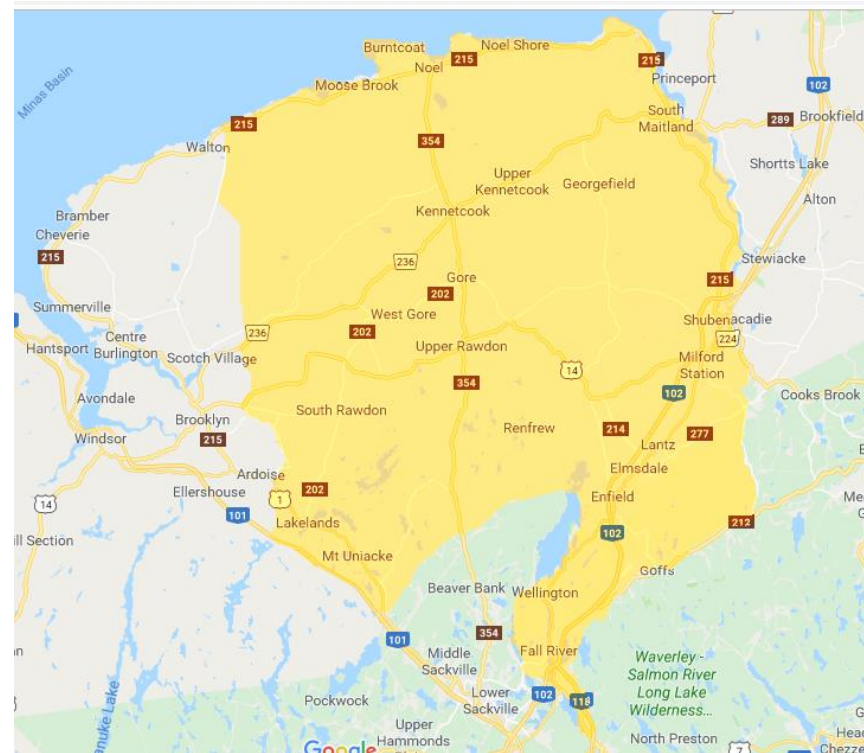 Burntcoat
Noel Shore
215
Noel
215
Princeport
Minas Basin
Moose Brook
102
South
Maitland
289
Brookfield
215
354
Walton
Upper
Kennetcook
Shortts Lake
Georgefield
Alton
Kennetcook
Bramber
Cheverie
215
236
Stewiacke
Gore
215
202
Summerville
West Gore
Shubenacadie
236
202
224
Centre
Burlington
Hantsport
Upper Rawdon
Scotch Village
Milford
Station
14
354
102
Cooks Brook
Avondale
South Rawdon
Brooklyn
Renfrew
214
277
Windsor
215
Lantz
Elmsdale
Ardoise
Ellershouse
202
Enfield
14
1
101
Lakelands
212
102
ill Section
Mt Uniacke
Goffs
Beaver Bank
Wellington
354
101
Fall River
Middle
Sackville
Waverley -
Salmon River
Long Lake
Wilderness...
102
Lower
Sackville
118
Pockwock
anuke Lake
Upper
Hammonds
North Preston
7
Google